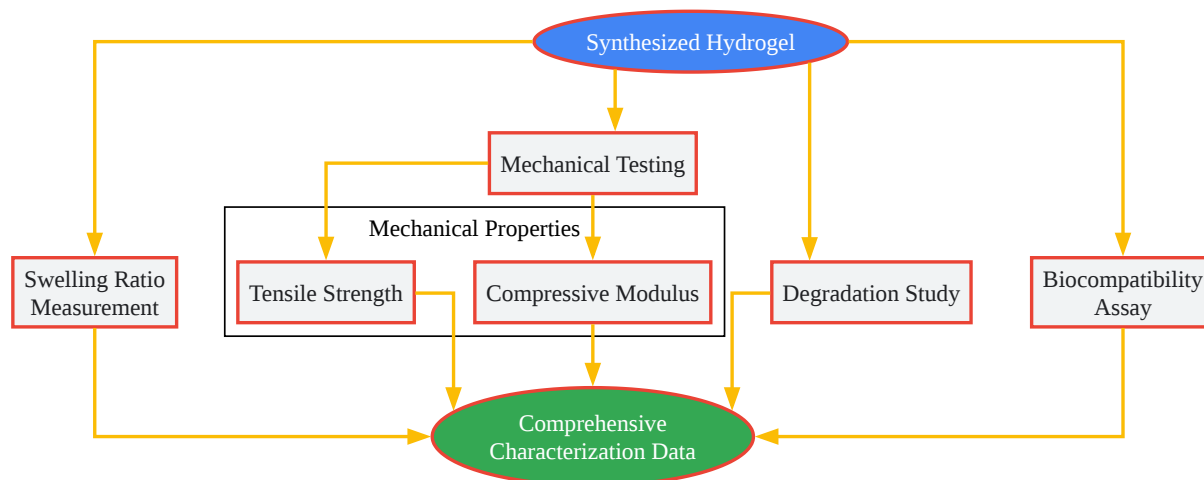 Synthesized Hydrogel
Mechanical Testing
Mechanical Properties
Swelling Ratio
Measurement
Tensile Strength
Compressive Modulus
Degradation Study
Biocompatibility
Assay
Comprehensive
Characterization Data